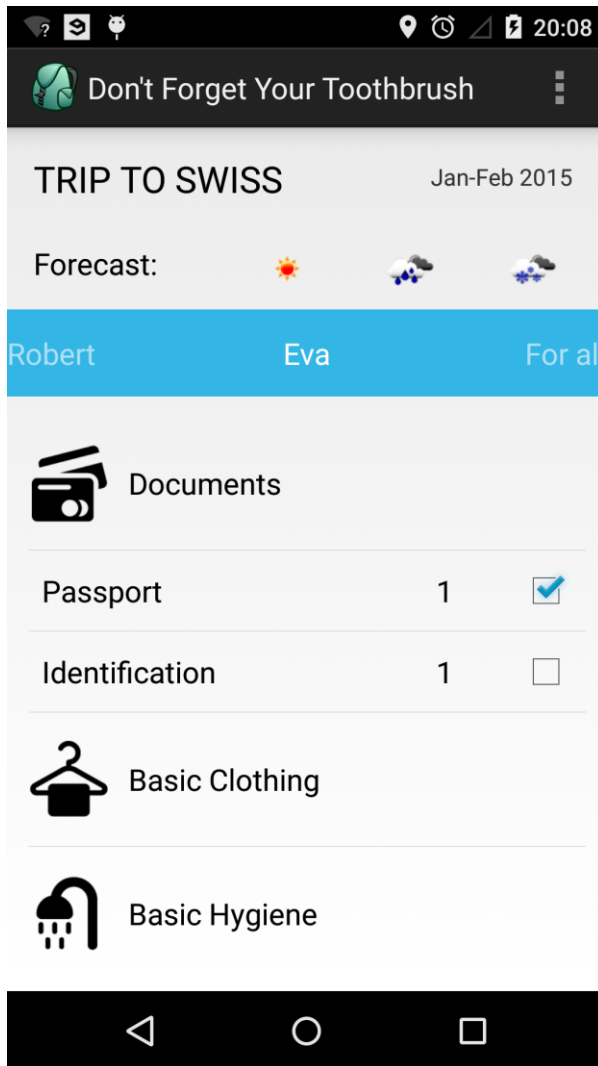 ? 9 20:08
Don't Forget Your Toothbrush
TRIP TO SWISS Jan-Feb 2015
Forecast:
Robert Eva For al
Documents
Passport 1
Identification 1
Basic Clothing
Basic Hygiene